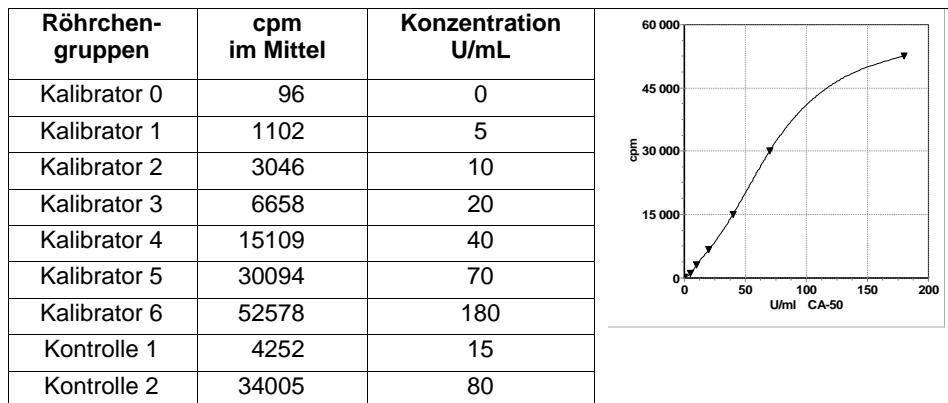 Röhrchen-
gruppen
cpm
im Mittel
Konzentration
U/mL
Kalibrator 0 96 0
Kalibrator 1 1102 5
Kalibrator 2 3046 10
Kalibrator 3 6658 20
Kalibrator 4 15109 40
Kalibrator 5 30094 70
Kalibrator 6 52578 180
Kontrolle 1 4252 15
Kontrolle 2 34005 80
60 000
45 000
30 000
15 000
0
cpm
0 50 100 150 200
U/ml CA-50